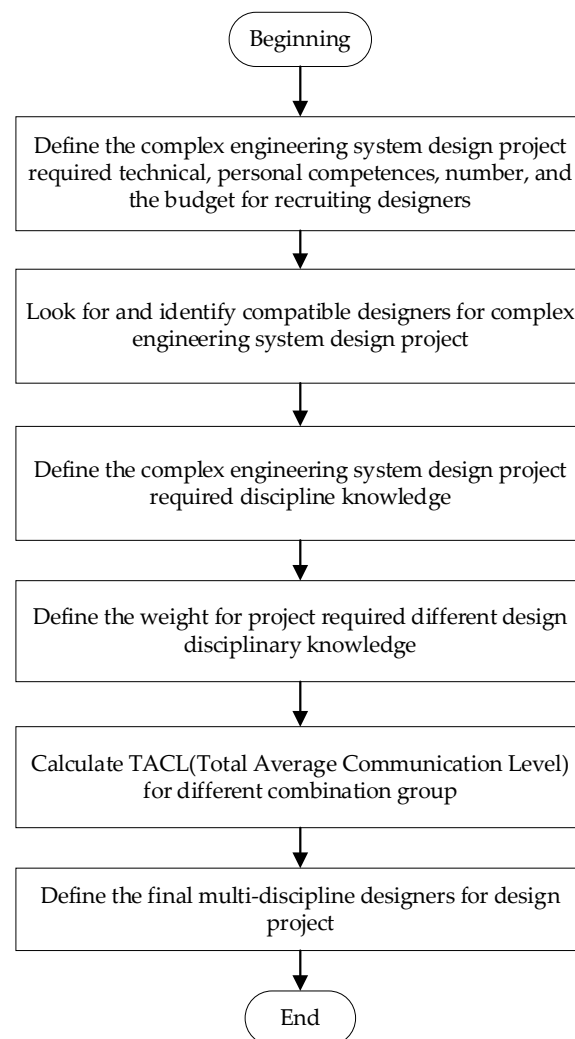 Beginning
Define the complex engineering system design project
required technical, personal competences, number, and
the budget for recruiting designers
Look for and identify compatible designers for complex
engineering system design project
Define the complex engineering system design project
required discipline knowledge
Define the weight for project required different design
disciplinary knowledge
Calculate TACL(Total Average Communication Level)
for different combination group
Define the final multi-discipline designers for design
project
End